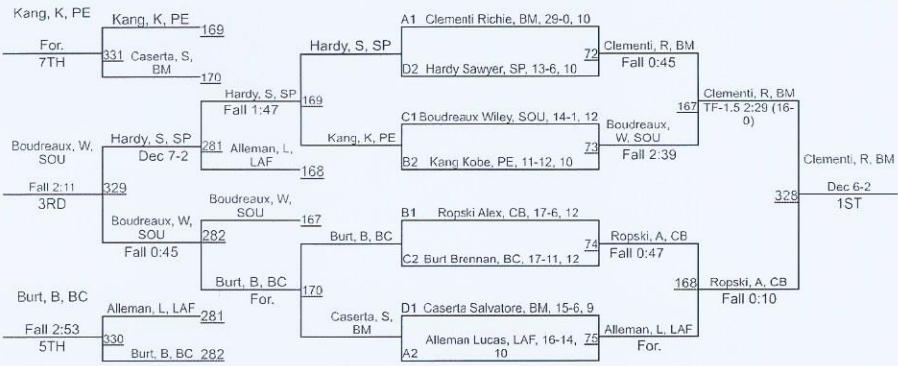 Kang, K, PE
For.
7TH
Kang, K, PE
169
331
Caserta, S,
BM
170
Boudreaux, W,
SOU
Fall 2:11
3RD
Hardy, S, SP
Dec 7-2
329
Boudreaux, W,
SOU
Fall 0:45
Hardy, S, SP
Fall 1:47
281
Alleman, L,
LAF
168
Boudreaux, W,
SOU
167
282
Burt, B, BC
For.
Burt, B, BC
Fall 2:53
5TH
Alleman, L, LAF
281
330
Burt, B, BC
282
Hardy, S, SP
169
Kang, K, PE
Burt, B, BC
170
Caserta, S,
BM
A1 Clementi Richie, BM, 29-0, 10
72
D2 Hardy Sawyer, SP, 13-6, 10
C1 Boudreaux Wiley, SOU, 14-1, 12
73
B2 Kang Kobe, PE, 11-12, 10
B1 Ropski Alex, CB, 17-6, 12
74
C2 Burt Brennan, BC, 17-11, 12
D1 Caserta Salvatore, BM, 15-6, 9
75
A2 Alleman Lucas, LAF, 16-14,
10
Clementi, R, BM
Fall 0:45
167
Boudreaux,
W, SOU
Fall 2:39
Ropski, A, CB
Fall 0:47
168
Alleman, L, LAF
For.
Clementi, R, BM
TF-1.5 2:29 (16-
0)
328
Ropski, A, CB
Fall 0:10
Clementi, R, BM
Dec 6-2
1ST